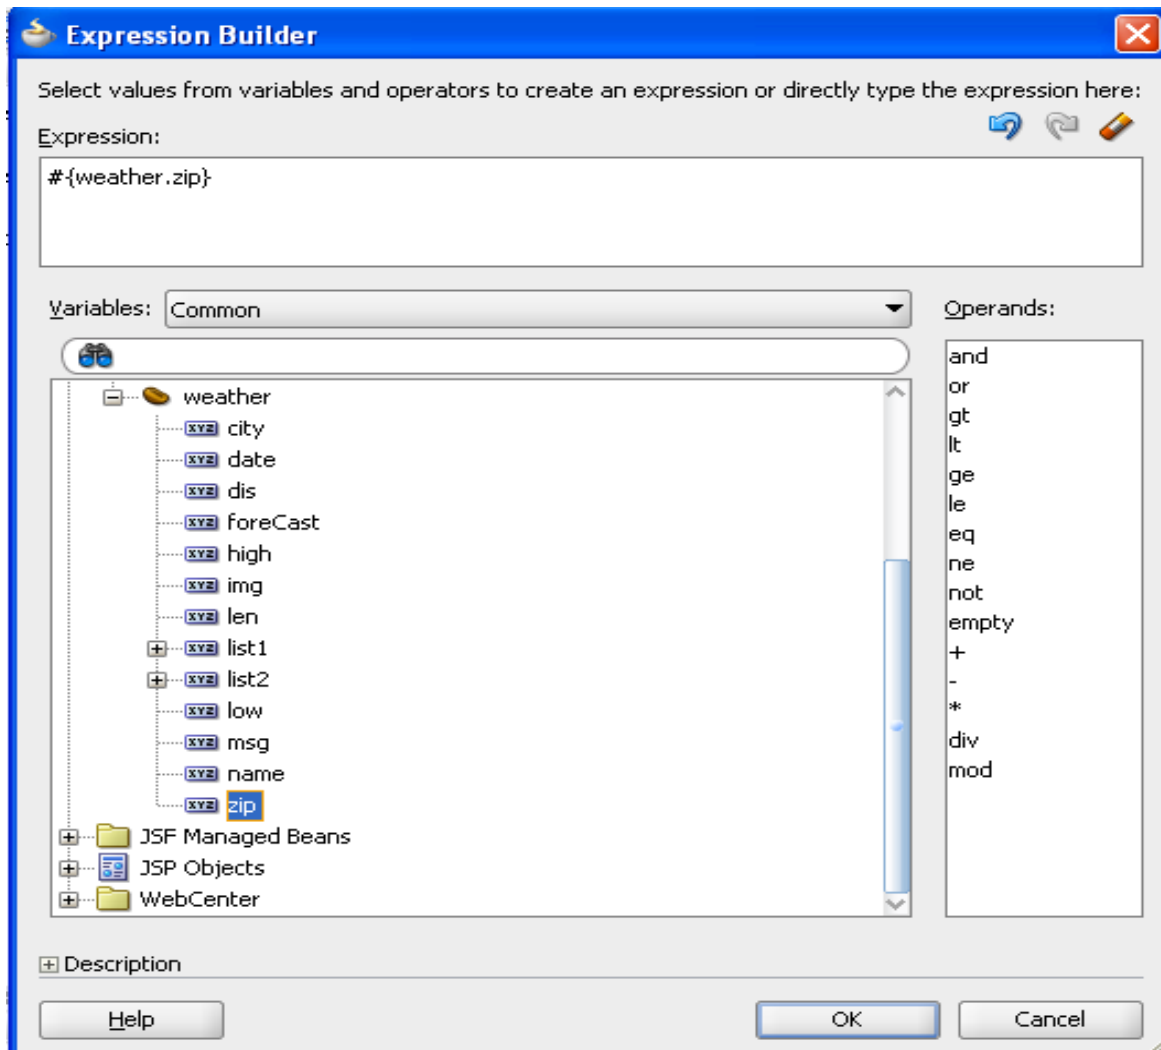 Expression Builder
Select values from variables and operators to create an expression or directly type the expression here:
Expression:
#{weather.zip}
Variables: Common
Operands:
weather
city
date
dis
foreCast
high
img
len
list1
list2
low
msg
name
zip
JSF Managed Beans
JSP Objects
WebCenter
and
or
gt
lt
ge
le
eq
ne
not
empty
+
-
*
div
mod
Description
Help
OK
Cancel